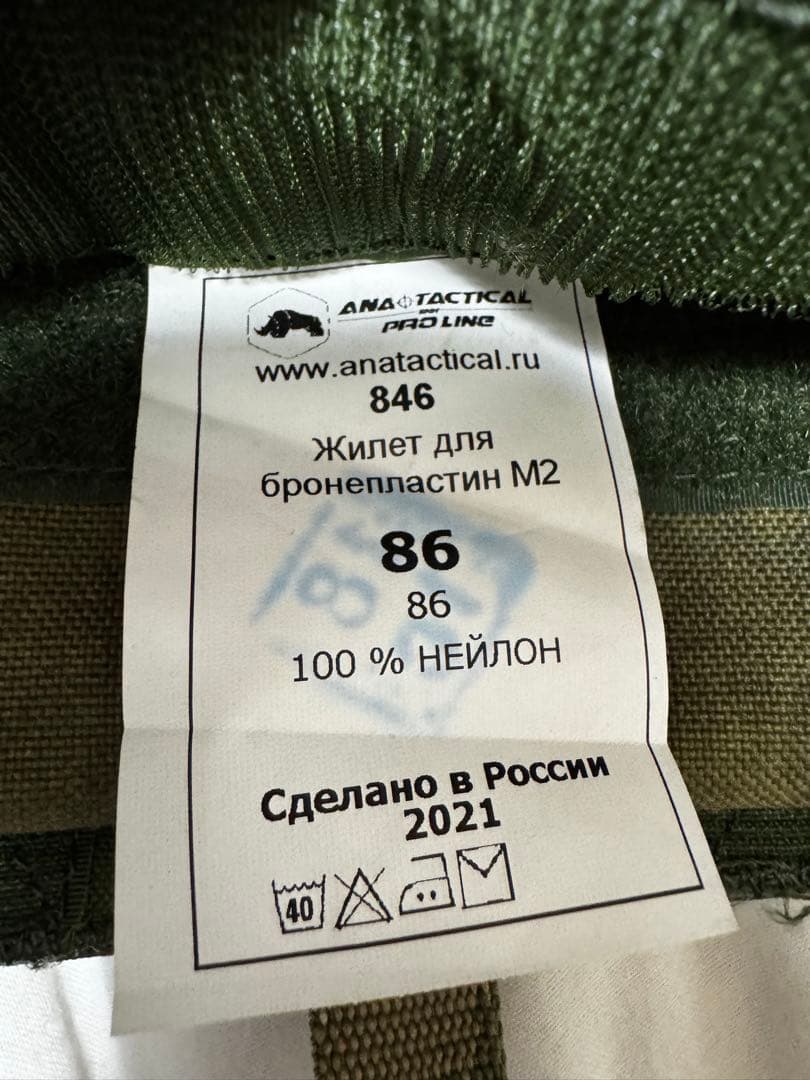 ANA TACTICAL
PRO LINE
www.anatactical.ru
846
Жилет для
бронепластин М2
86
86
100 % НЕЙЛОН
Сделано в России
2021
40